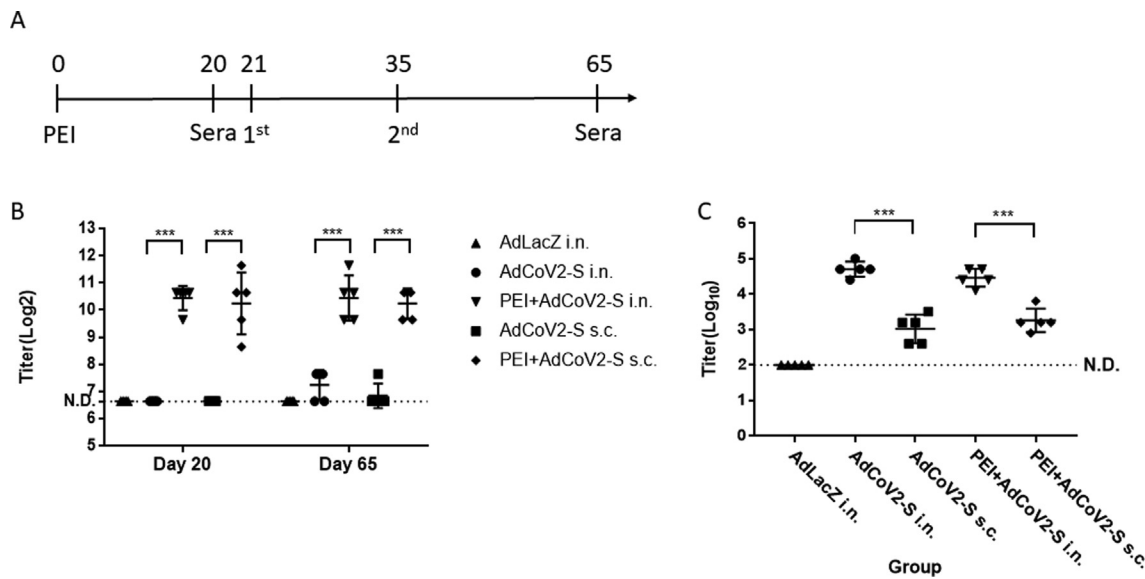 A
0 20 21 35 65
PEI Sera 1st 2nd Sera
B
Titer(Log2)
13
12
11
10
9
8
7
N.D.
6
5
*** *** *** ***
Day 20 Day 65
AdLacZ i.n.
AdCoV2-S i.n.
PEI+AdCoV2-S i.n.
AdCoV2-S s.c.
PEI+AdCoV2-S s.c.
C
Titer(Log10)
6
5
4
3
2
1
0
*** ***
N.D.
AdLacZ i.n.
AdCoV2-S i.n.
AdCoV2-S s.c.
PEI+AdCoV2-S i.n.
PEI+AdCoV2-S s.c.
Group